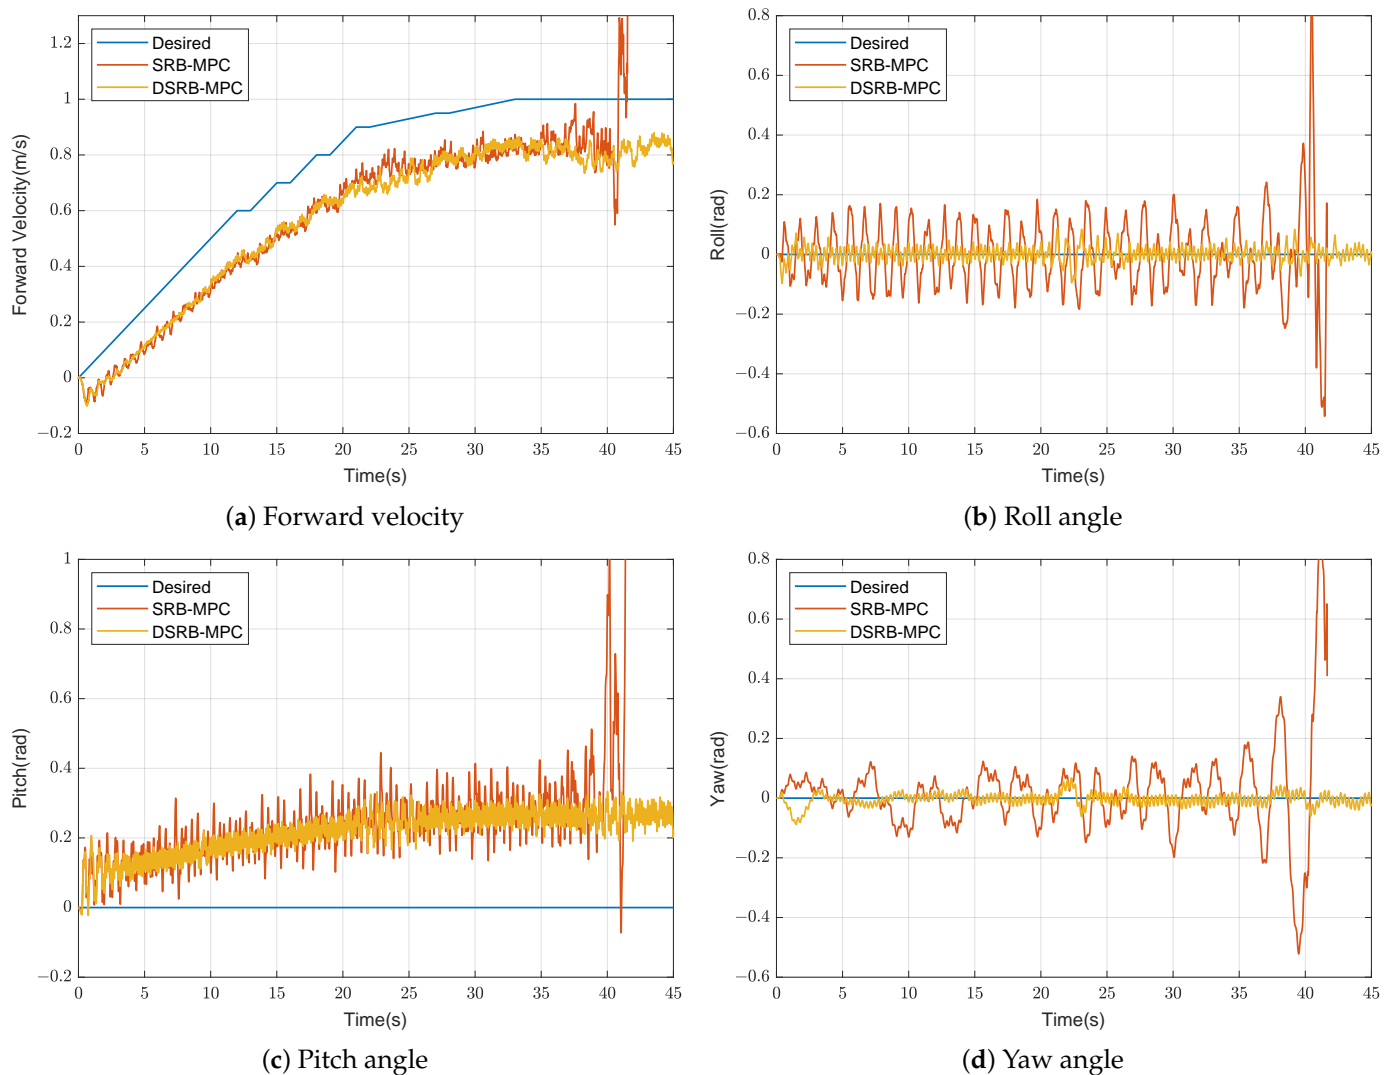 Forward Velocity(m/s)
1.2
1
0.8
0.6
0.4
0.2
0
−0.2
Desired
SRB-MPC
DSRB-MPC
0 5 10 15 20 25 30 35 40 45
Time(s)
(a) Forward velocity
Roll(rad)
0.8
0.6
0.4
0.2
0
−0.2
−0.4
−0.6
Desired
SRB-MPC
DSRB-MPC
0 5 10 15 20 25 30 35 40 45
Time(s)
(b) Roll angle
Pitch(rad)
1
0.8
0.6
0.4
0.2
0
−0.2
Desired
SRB-MPC
DSRB-MPC
0 5 10 15 20 25 30 35 40 45
Time(s)
(c) Pitch angle
Yaw(rad)
0.8
0.6
0.4
0.2
0
−0.2
−0.4
−0.6
Desired
SRB-MPC
DSRB-MPC
0 5 10 15 20 25 30 35 40 45
Time(s)
(d) Yaw angle